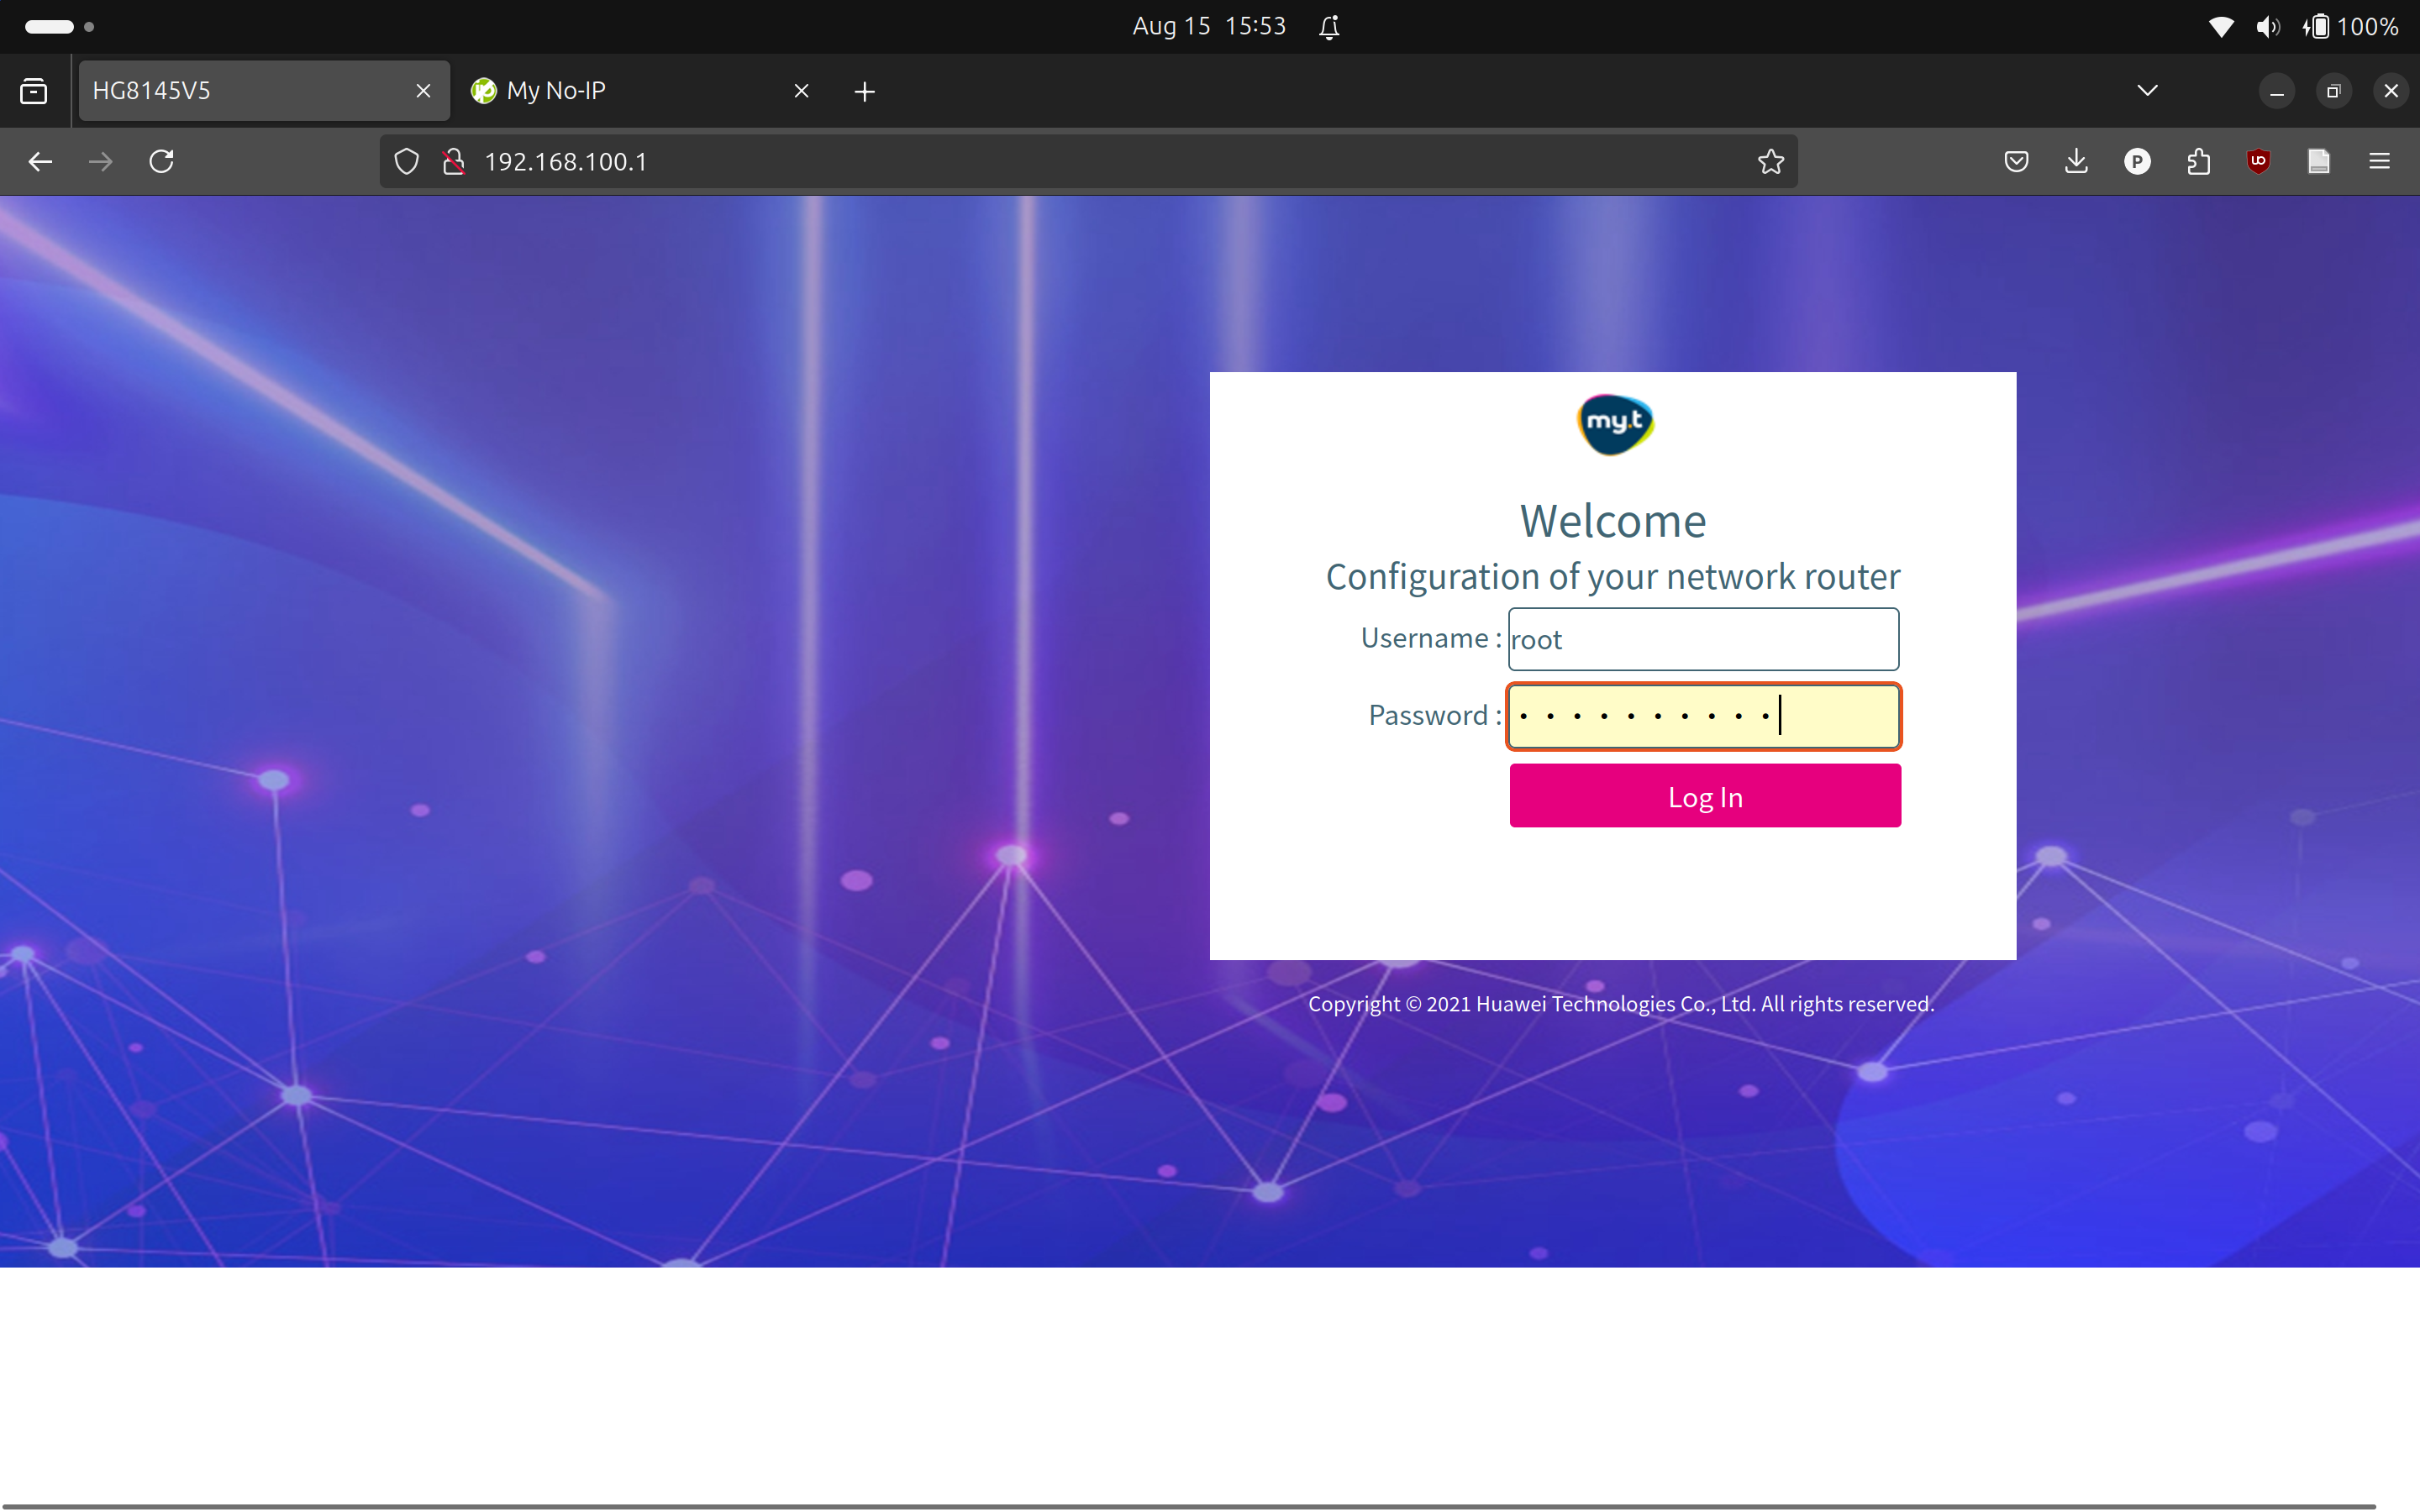 Aug 15 15:53
100%
HG8145V5
My No-IP
192.168.100.1
my.t
Welcome
Configuration of your network router
Username : root
Password : ••••••••••
Log In
Copyright © 2021 Huawei Technologies Co., Ltd. All rights reserved.